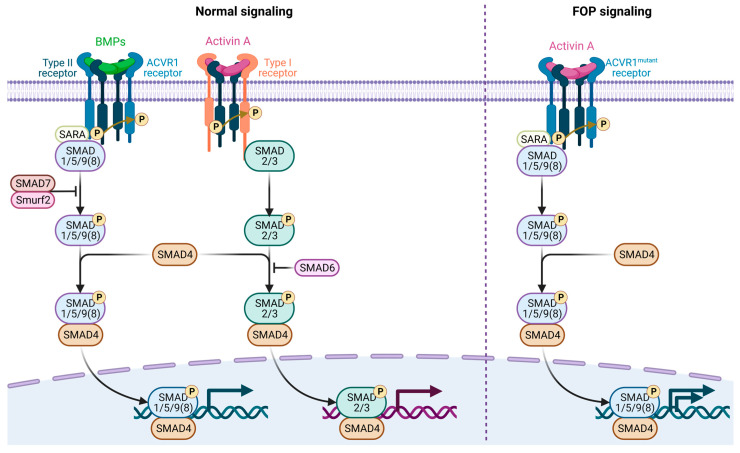 Normal signaling
FOP signaling
BMPs
Type II
receptor
ACVR1
receptor
Activin A
Type I
receptor
Activin A
ACVR1mutant
receptor
SARA
P
P
SMAD
1/5/9(8)
P
P
SMAD
2/3
SARA
P
P
SMAD
1/5/9(8)
SMAD7
Smurf2
P
SMAD
1/5/9(8)
P
SMAD
2/3
P
SMAD
1/5/9(8)
SMAD4
SMAD6
SMAD4
P
SMAD
1/5/9(8)
SMAD4
P
SMAD
2/3
SMAD4
P
SMAD
1/5/9(8)
SMAD4
P
SMAD
1/5/9(8)
SMAD4
P
SMAD
2/3
SMAD4
P
SMAD
1/5/9(8)
SMAD4